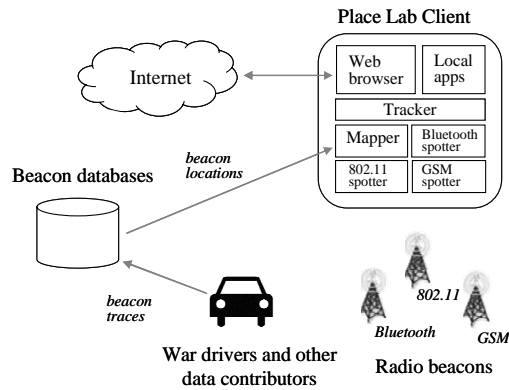 Place Lab Client
Internet
Web
browser
Local
apps
Tracker
Mapper
Bluetooth
spotter
802.11
spotter
GSM
spotter
beacon
locations
Beacon databases
beacon
traces
802.11
Bluetooth
GSM
War drivers and other
data contributors
Radio beacons